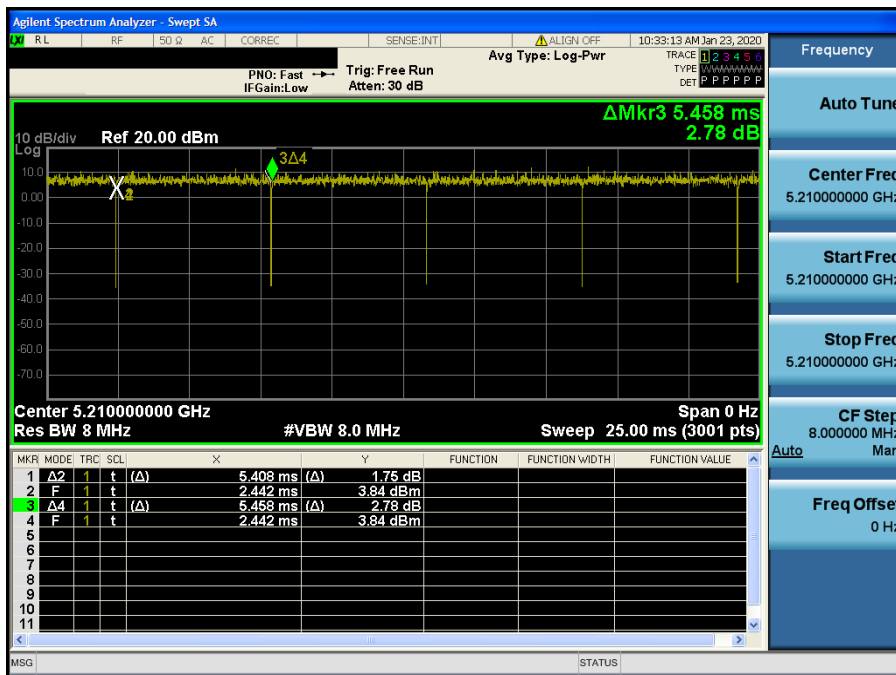 Agilent Spectrum Analyzer - Swept SA
LXI RL RF 50 Ω AC CORREC SENSE:INT ALIGN OFF 10:33:13 AM Jan 23, 2020
Frequency
PNO: Fast
IFGain:Low
Trig: Free Run
Atten: 30 dB
Avg Type: Log-Pwr
TRACE 1 2 3 4 5 6
TYPE WWWWWW
DET P P P P P P
Auto Tune
ΔMkr3 5.458 ms
2.78 dB
10 dB/div Ref 20.00 dBm
Log
3Δ4
10.0
0.00
-10.0
-20.0
-30.0
-40.0
-50.0
-60.0
-70.0
Center Freq
5.210000000 GHz
Start Freq
5.210000000 GHz
Stop Freq
5.210000000 GHz
Center 5.210000000 GHz Span 0 Hz
Res BW 8 MHz #VBW 8.0 MHz Sweep 25.00 ms (3001 pts)
CF Step
8.000000 MHz
Auto Man
Freq Offset
0 Hz
MKR MODE TRC SCL X Y FUNCTION FUNCTION WIDTH FUNCTION VALUE
1 Δ2 1 t (Δ) 5.408 ms (Δ) 1.75 dB
2 F 1 t 2.442 ms 3.84 dBm
3 Δ4 1 t (Δ) 5.458 ms (Δ) 2.78 dB
4 F 1 t 2.442 ms 3.84 dBm
5
6
7
8
9
10
11
MSG STATUS